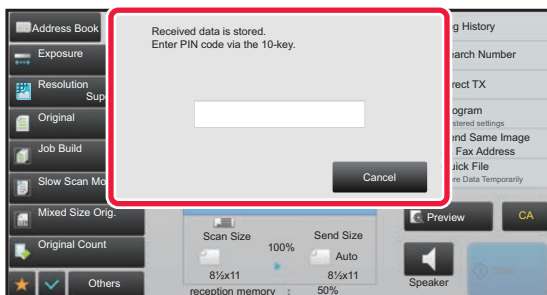 Address Book
Exposure
Resolution
Sup
Original
Job Build
Slow Scan Mo
Mixed Size Orig.
Original Count
Others
Received data is stored.
Enter PIN code via the 10-key.
Cancel
g History
earch Number
rect TX
ogram
stered settings
end Same Image
Fax Address
uick File
re Data Temporarily
Scan Size
100%
Send Size
Auto
8½x11
8½x11
reception memory : 50%
Preview
CA
Speaker
Start